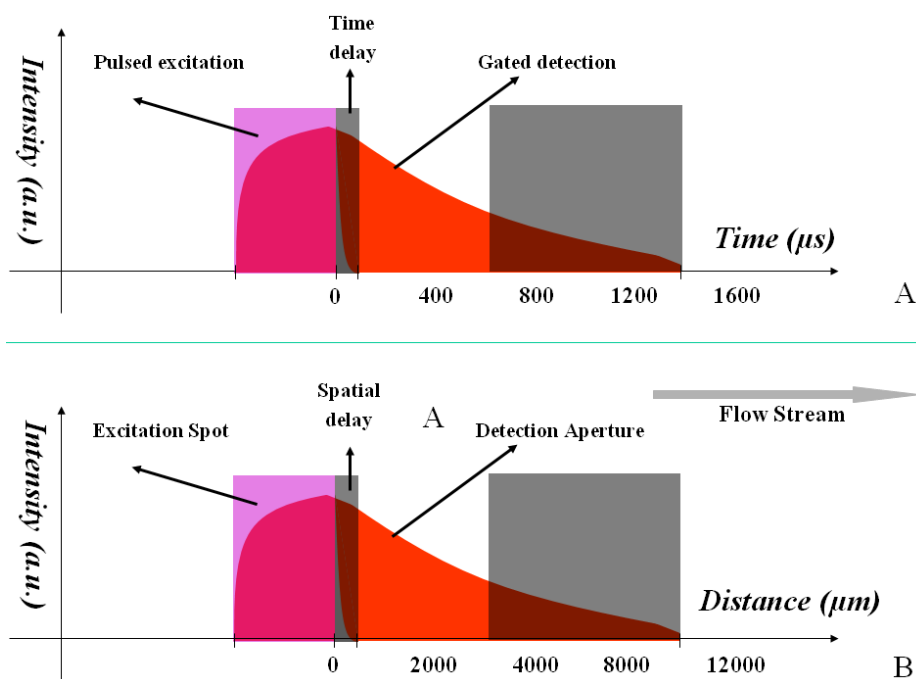 Time
delay
Pulsed excitation
Gated detection
Intensity (a.u.)
Time (μs)
0 400 800 1200 1600
A
Spatial
delay
A
Flow Stream
Excitation Spot
Detection Aperture
Intensity (a.u.)
Distance (μm)
0 2000 4000 8000 12000
B